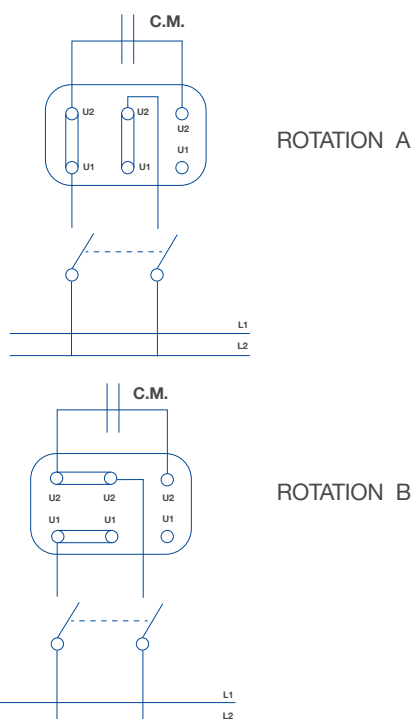 C.M.
U2 U2 U2
U1 U1 U1
ROTATION A
L1
L2
C.M.
U2 U2 U2
U1 U1 U1
ROTATION B
L1
L2